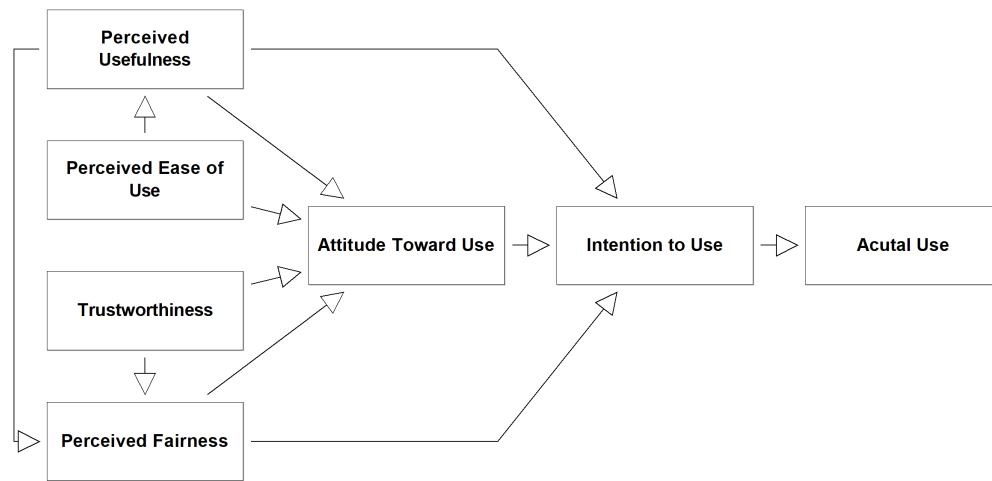 Perceived
Usefulness
Perceived Ease of
Use
Attitude Toward Use
Intention to Use
Acutal Use
Trustworthiness
Perceived Fairness